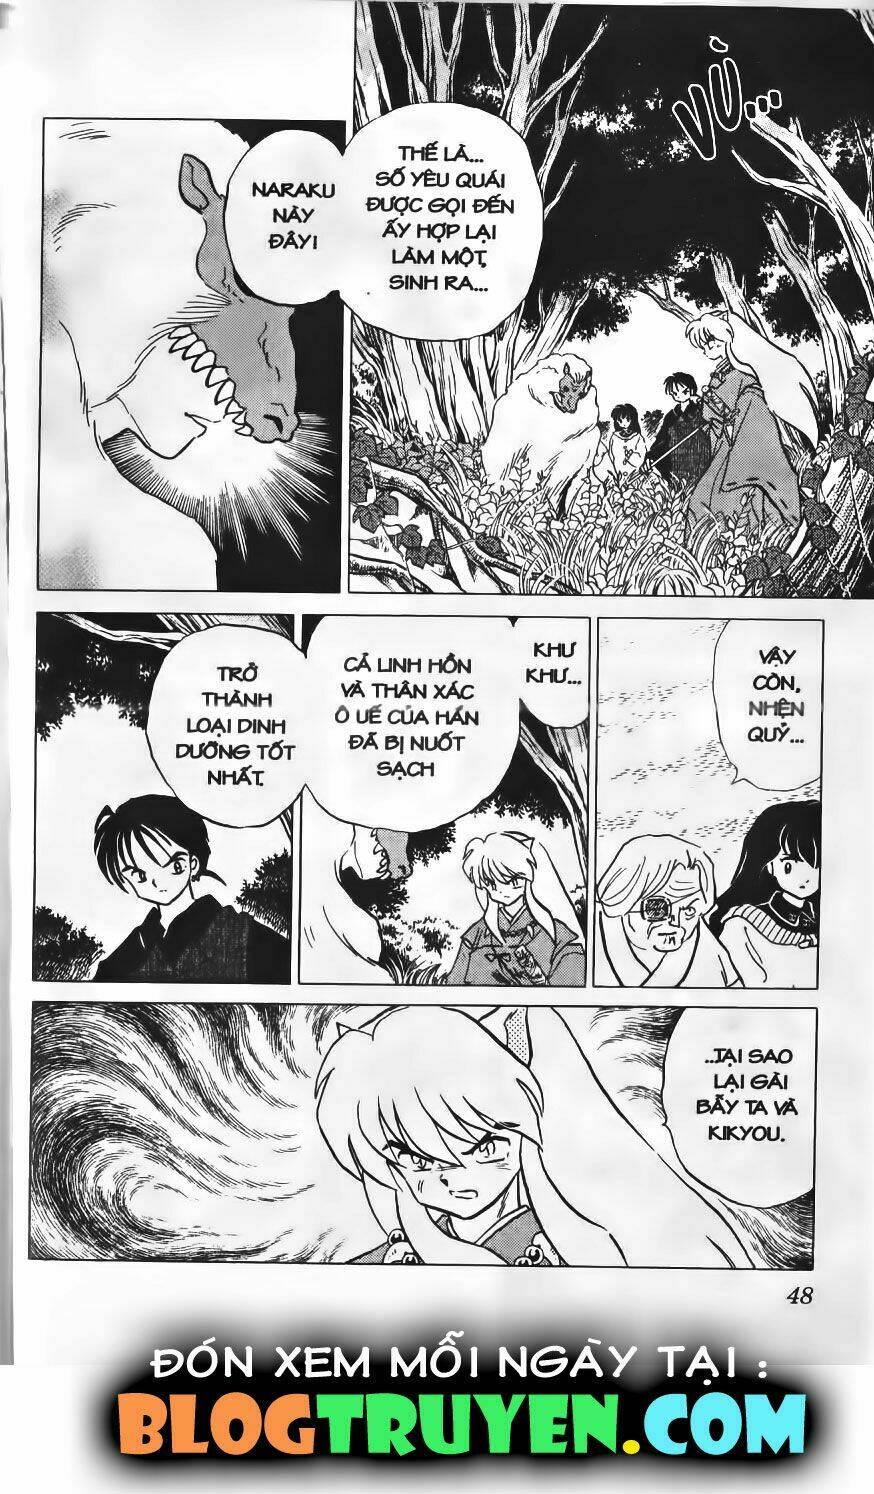 VÙ...
THẾ LÀ...
SỐ YÊU QUÁI
ĐƯỢC GỌI ĐẾN
ẤY HỢP LẠI
LÀM MỘT,
SINH RA...
NARAKU
NÀY
ĐÂY!
VẬY
CÒN,
NHỆN
QUỶ...
KHƯ
KHƯ...
CẢ LINH HỒN
VÀ THÂN XÁC
Ô UẾ CỦA HẮN
ĐÃ BỊ NUỐT
SẠCH
TRỞ
THÀNH
LOẠI DINH
DƯỠNG TỐT
NHẤT.
..TẠI SAO
LẠI GÀI
BẪY TA VÀ
KIKYOU.
48
ĐÓN XEM MỖI NGÀY TẠI :
BLOGTRUYEN.COM